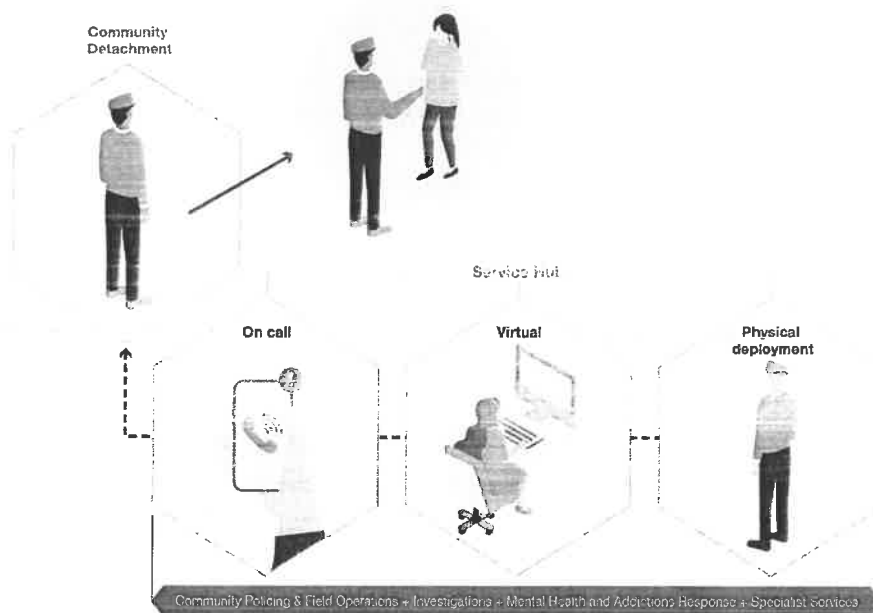 Community
Detachment
Service Hub
On call
Virtual
Physical
deployment
Community Policing & Field Operations + Investigations + Mental Health and Addictions Response + Specialist Services